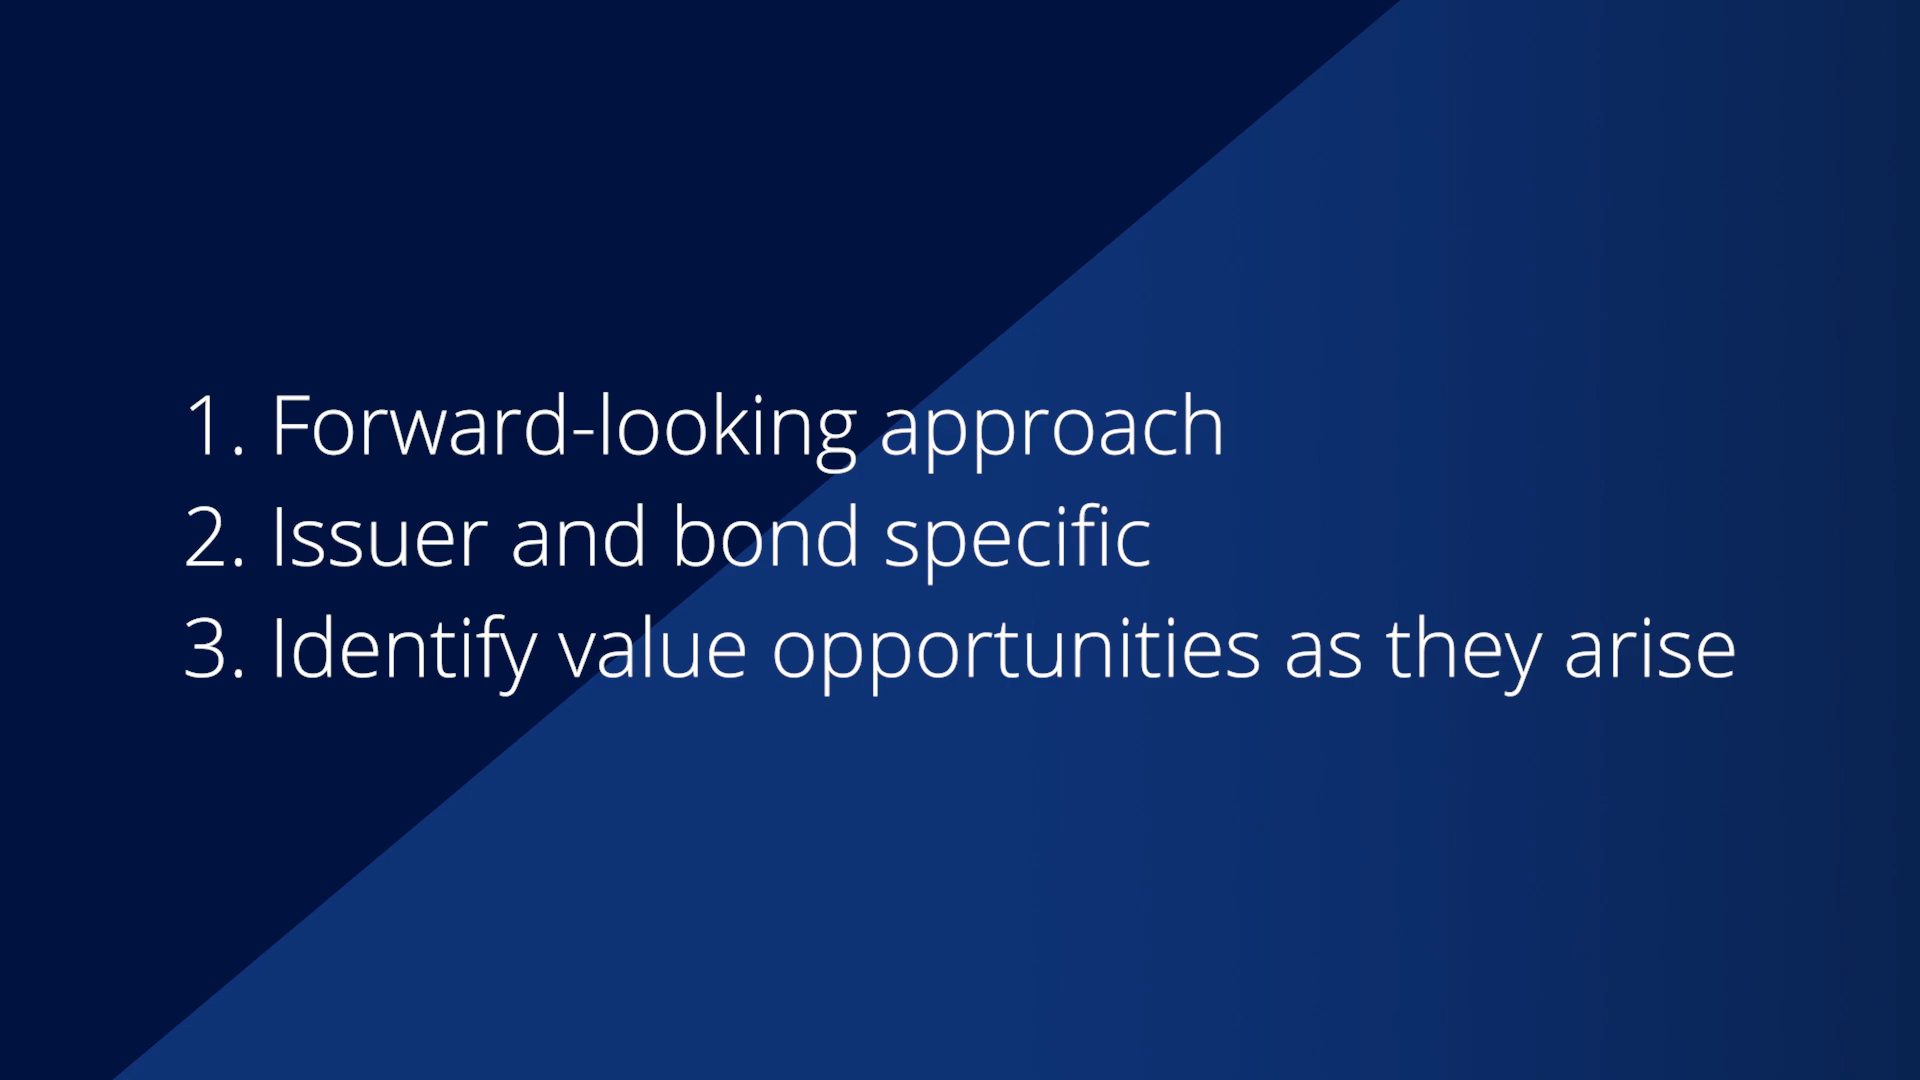 1. Forward-looking approach
2. Issuer and bond specific
3. Identify value opportunities as they arise